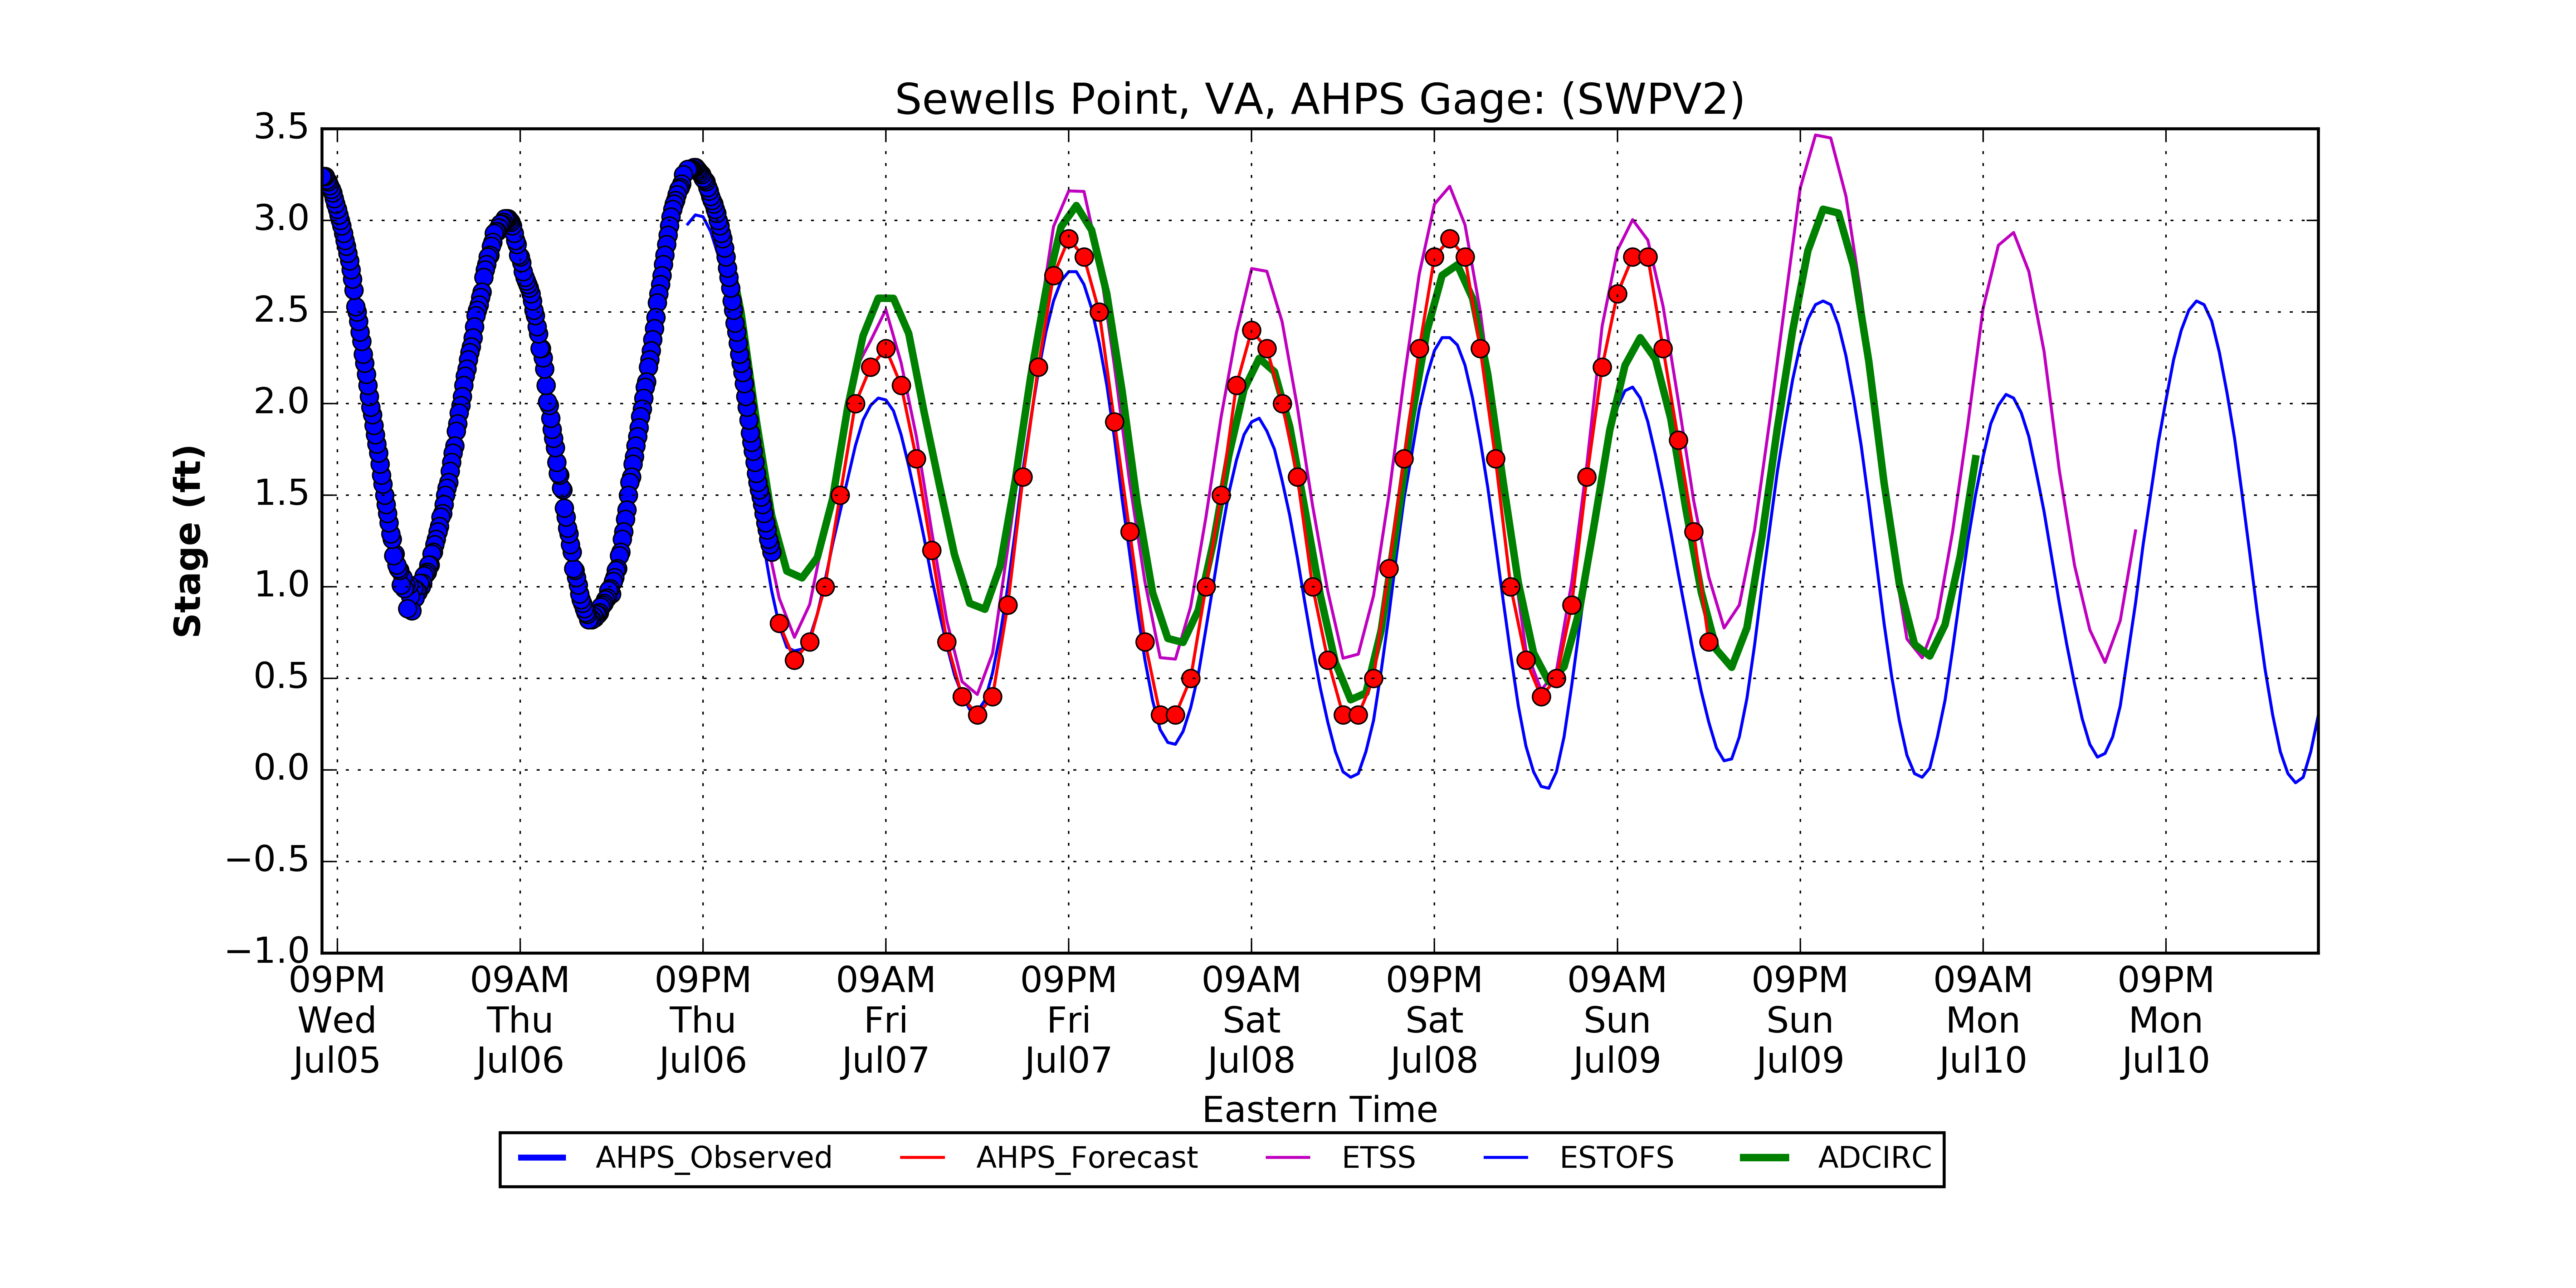 Sewells Point, VA, AHPS Gage: (SWPV2)
Stage (ft)
3.5
3.0
2.5
2.0
1.5
1.0
0.5
0.0
−0.5
−1.0
09PM 09AM 09PM 09AM 09PM 09AM 09PM 09AM 09PM 09AM 09PM
Wed Thu Thu Fri Fri Sat Sat Sun Sun Mon Mon
Jul05 Jul06 Jul06 Jul07 Jul07 Jul08 Jul08 Jul09 Jul09 Jul10 Jul10
Eastern Time
AHPS_Observed AHPS_Forecast ETSS ESTOFS ADCIRC